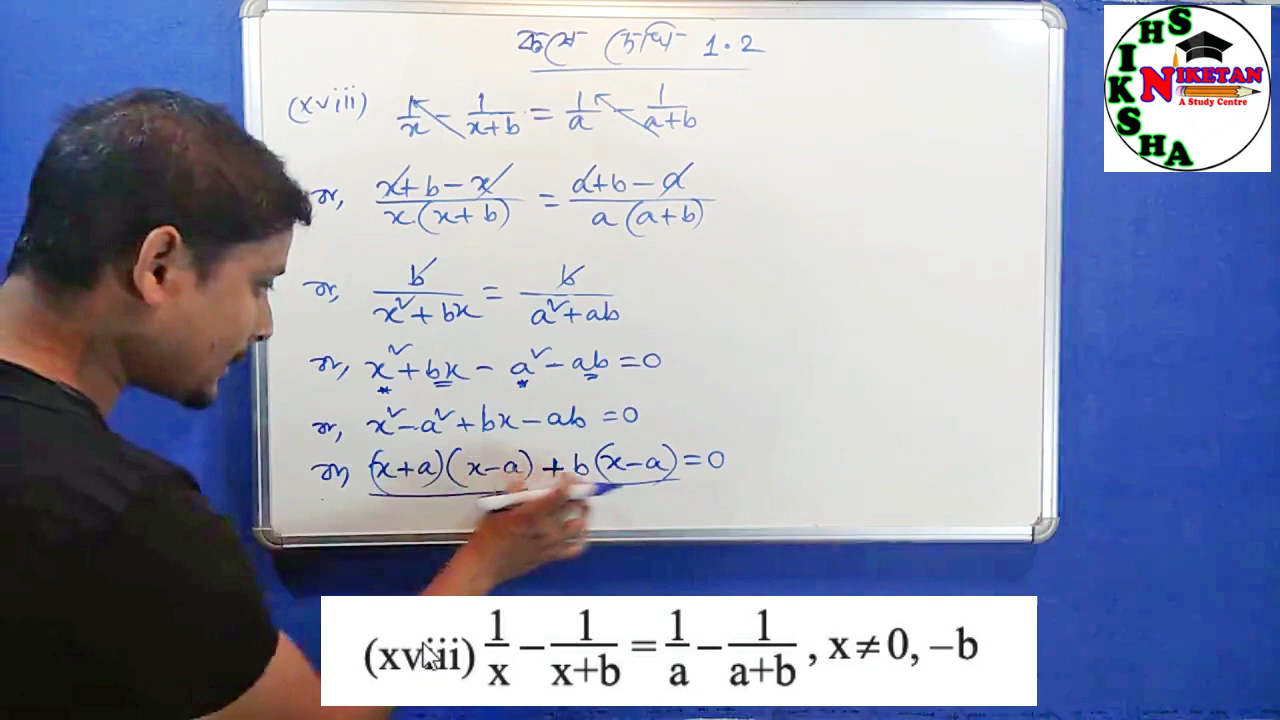 কষে দেখি 1.2
(xviii) 1/x - 1/(x+b) = 1/a - 1/(a+b)
বা, (x+b-x)/(x(x+b)) = (a+b-a)/(a(a+b))
বা, b/(x²+bx) = b/(a²+ab)
বা, x²+bx-a²-ab=0
বা, x²-a²+bx-ab=0
বা, (x+a)(x-a)+b(x-a)=0
(xviii) 1/x - 1/(x+b) = 1/a - 1/(a+b), x≠0, -b
SHIKSHA
NIKETAN
A Study Centre